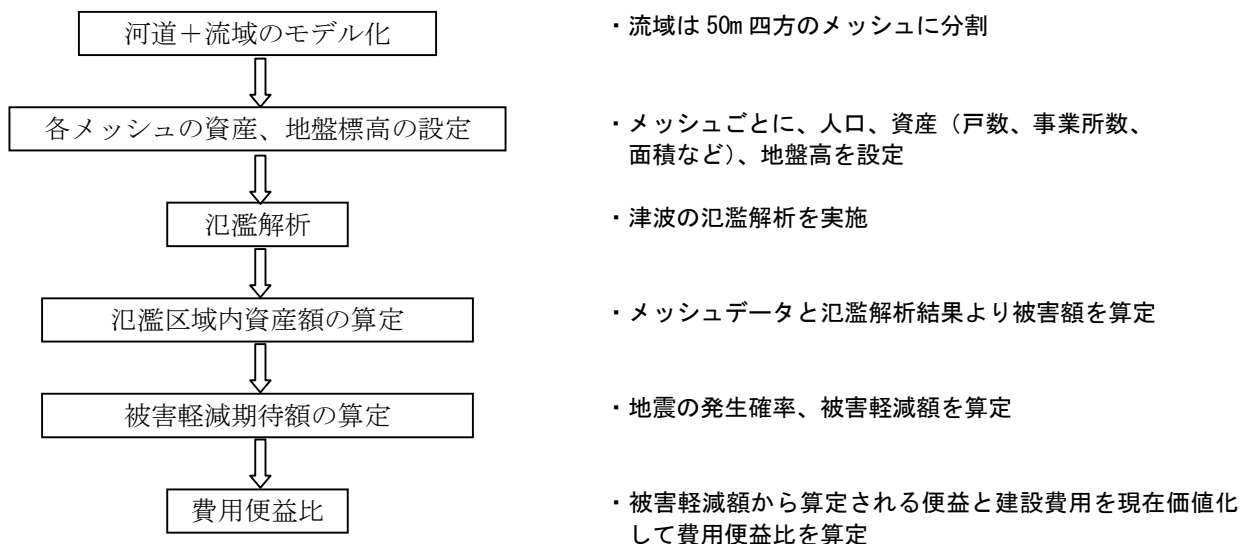 河道＋流域のモデル化
・流域は 50m 四方のメッシュに分割
各メッシュの資産、地盤標高の設定
・メッシュごとに、人口、資産（戸数、事業所数、
面積など）、地盤高を設定
氾濫解析
・津波の氾濫解析を実施
氾濫区域内資産額の算定
・メッシュデータと氾濫解析結果より被害額を算定
被害軽減期待額の算定
・地震の発生確率、被害軽減額を算定
費用便益比
・被害軽減額から算定される便益と建設費用を現在価値化
して費用便益比を算定